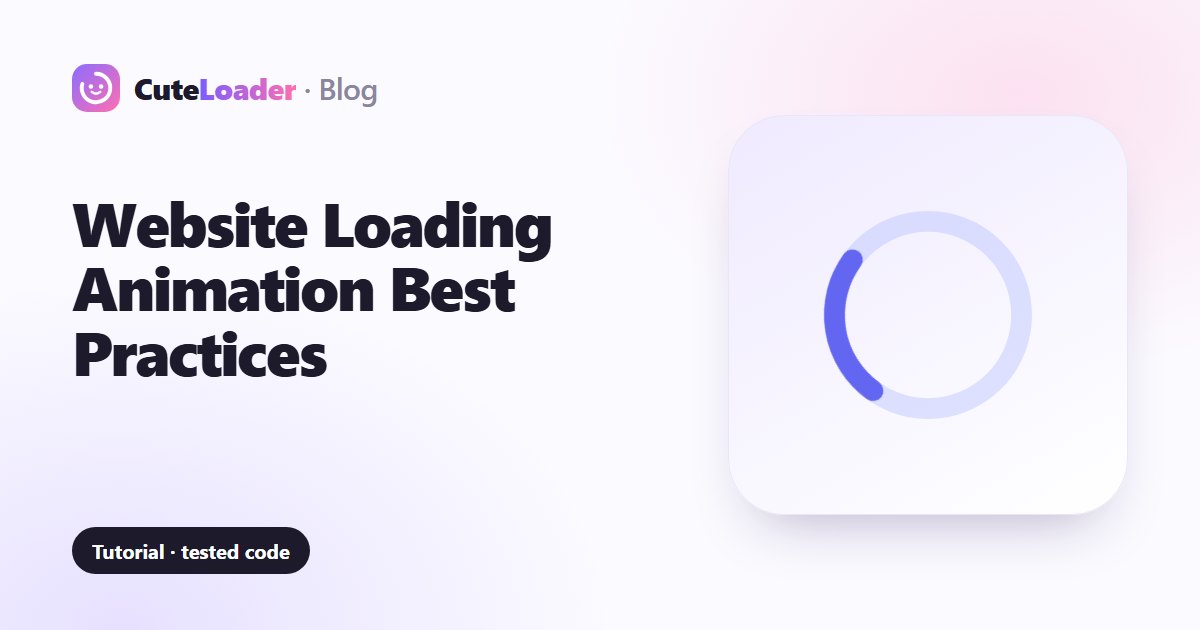 CuteLoader · Blog
Website Loading
Animation Best
Practices
Tutorial · tested code